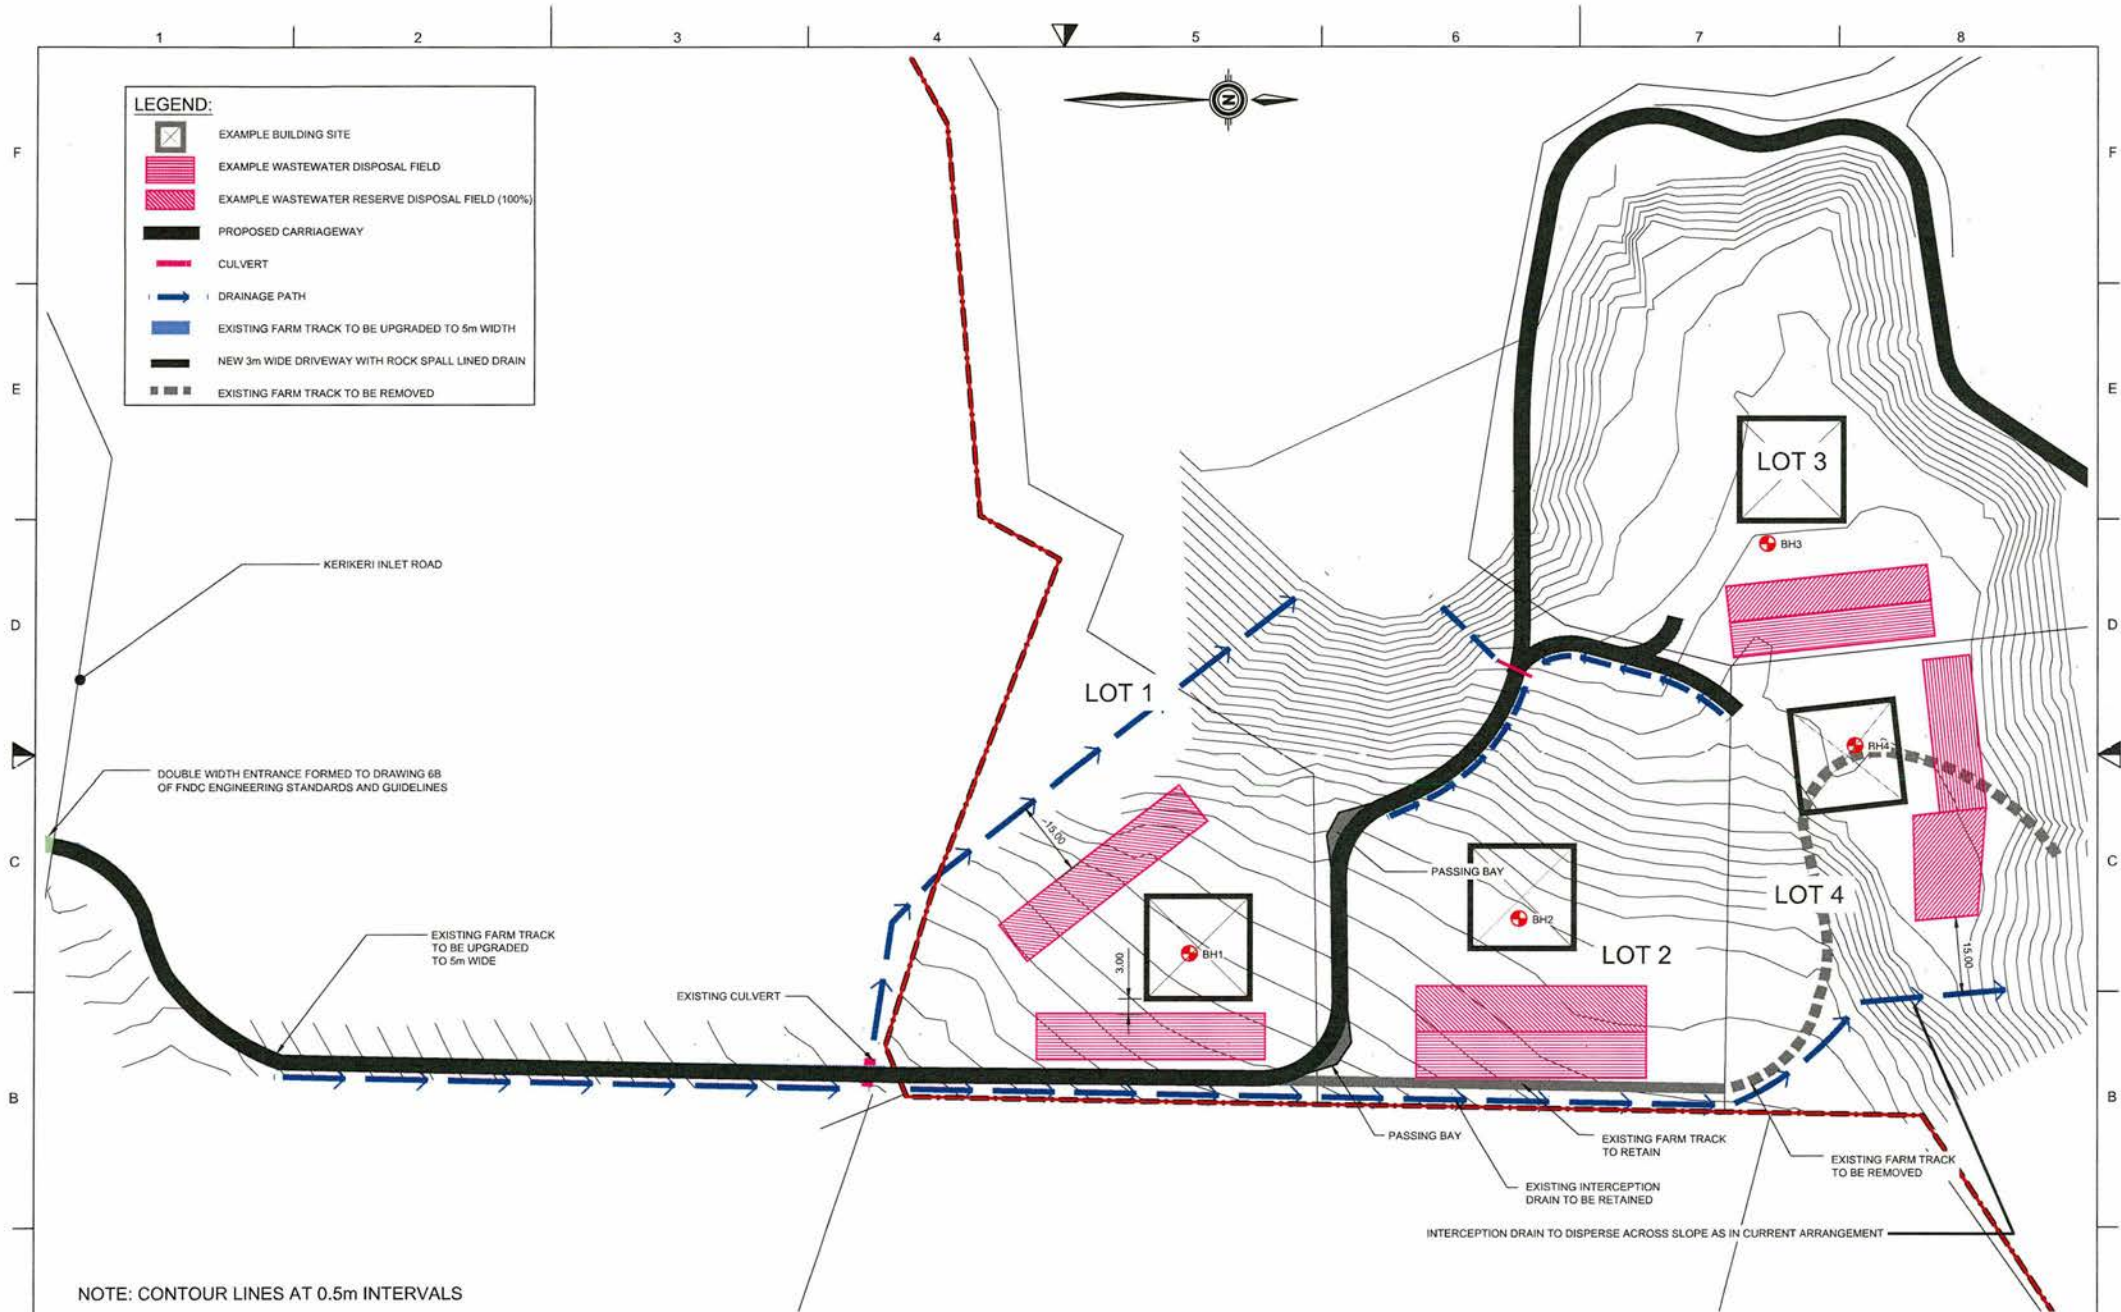 1 2 3 4 5 6 7 8
LEGEND:
EXAMPLE BUILDING SITE
EXAMPLE WASTEWATER DISPOSAL FIELD
EXAMPLE WASTEWATER RESERVE DISPOSAL FIELD (100%)
PROPOSED CARRIAGEWAY
CULVERT
DRAINAGE PATH
EXISTING FARM TRACK TO BE UPGRADED TO 5m WIDTH
NEW 3m WIDE DRIVEWAY WITH ROCK SPALL LINED DRAIN
EXISTING FARM TRACK TO BE REMOVED
N
F F
E E
LOT 3
BH3
KERIKERI INLET ROAD
D D
LOT 1
BH4
DOUBLE WIDTH ENTRANCE FORMED TO DRAWING 6B
OF FNDC ENGINEERING STANDARDS AND GUIDELINES
~15.00
C C
PASSING BAY
LOT 4
BH2
EXISTING FARM TRACK
TO BE UPGRADED
TO 5m WIDE
BH1
LOT 2
15.00
3.00
EXISTING CULVERT
B B
PASSING BAY
EXISTING FARM TRACK
TO RETAIN
EXISTING FARM TRACK
TO BE REMOVED
EXISTING INTERCEPTION
DRAIN TO BE RETAINED
INTERCEPTION DRAIN TO DISPERSE ACROSS SLOPE AS IN CURRENT ARRANGEMENT
NOTE: CONTOUR LINES AT 0.5m INTERVALS